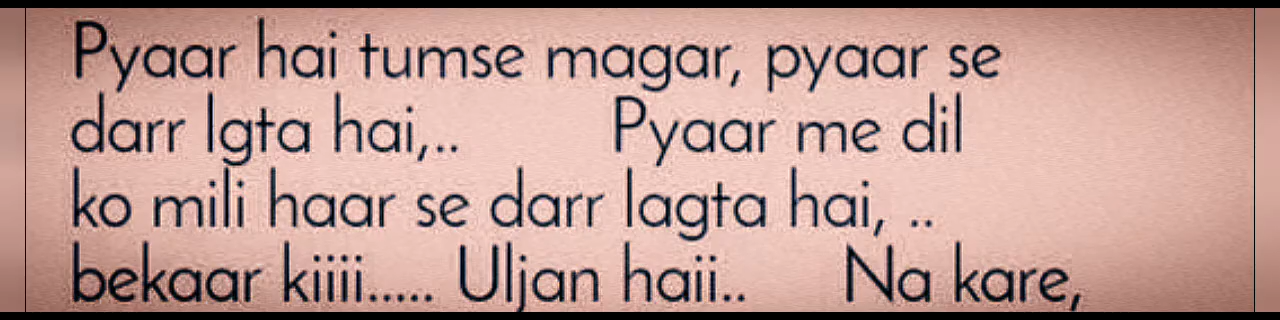 Pyaar hai tumse magar, pyaar se
darr lgta hai,.. Pyaar me dil
ko mili haar se darr lagta hai, ..
bekaar kiiii..... Uljan haii.. Na kare,